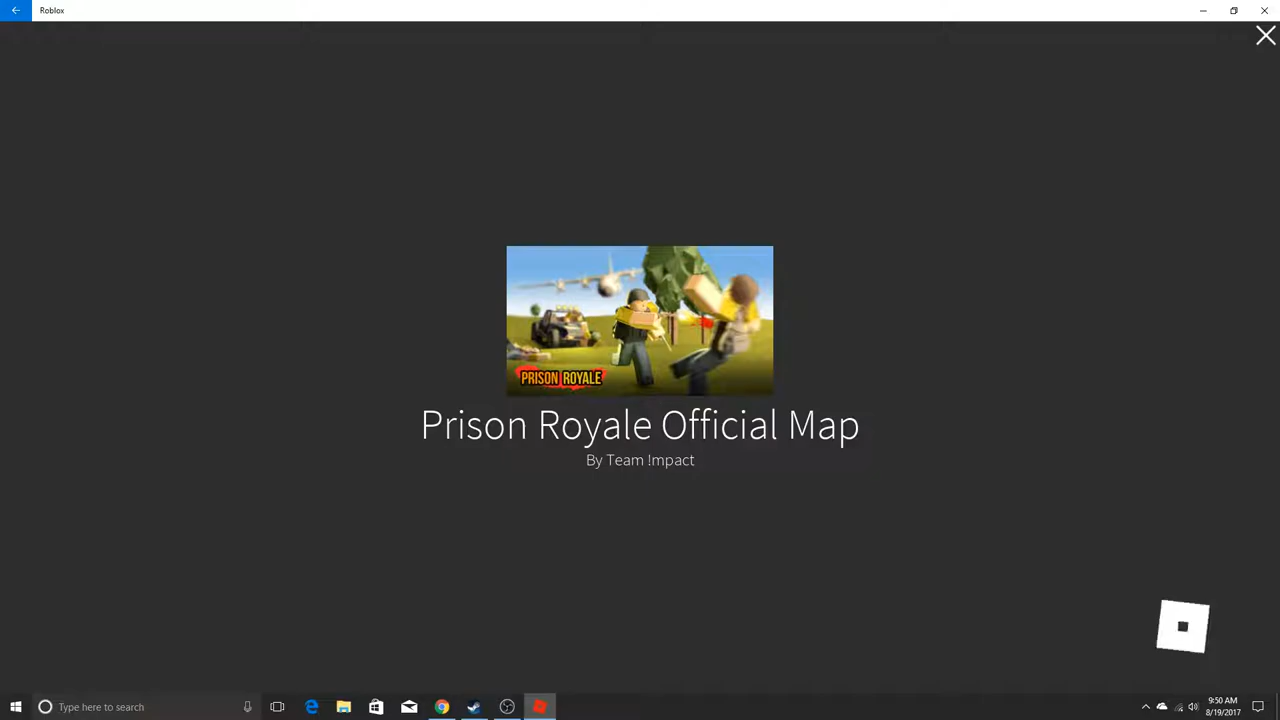 Roblox
PRISON ROYALE
Prison Royale Official Map
By Team !mpact
Type here to search
9:50 AM
8/19/2017